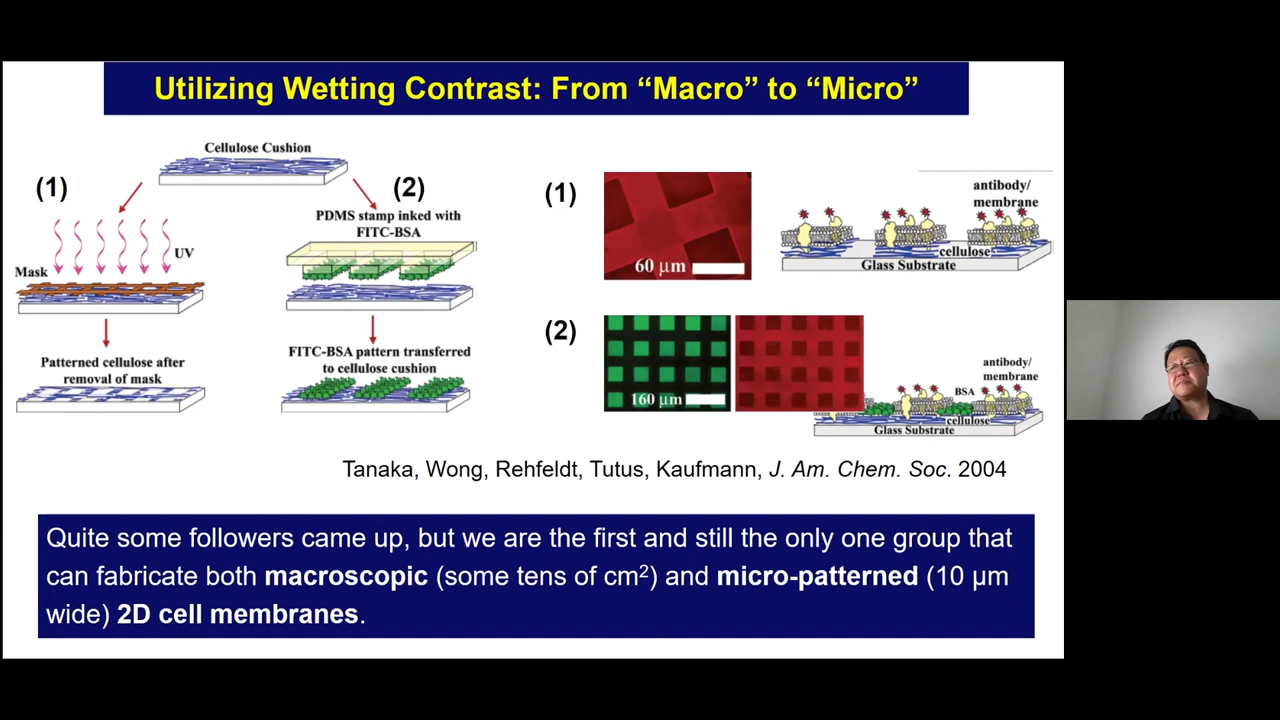 Utilizing Wetting Contrast: From “Macro” to “Micro”
Cellulose Cushion
(1)
(2)
UV
Mask
Patterned cellulose after
removal of mask
PDMS stamp inked with
FITC-BSA
FITC-BSA pattern transferred
to cellulose cushion
(1)
60 µm
antibody/
membrane
cellulose
Glass Substrate
(2)
160 µm
antibody/
membrane
BSA
cellulose
Glass Substrate
Tanaka, Wong, Rehfeldt, Tutus, Kaufmann, J. Am. Chem. Soc. 2004
Quite some followers came up, but we are the first and still the only one group that
can fabricate both macroscopic (some tens of cm²) and micro-patterned (10 µm
wide) 2D cell membranes.